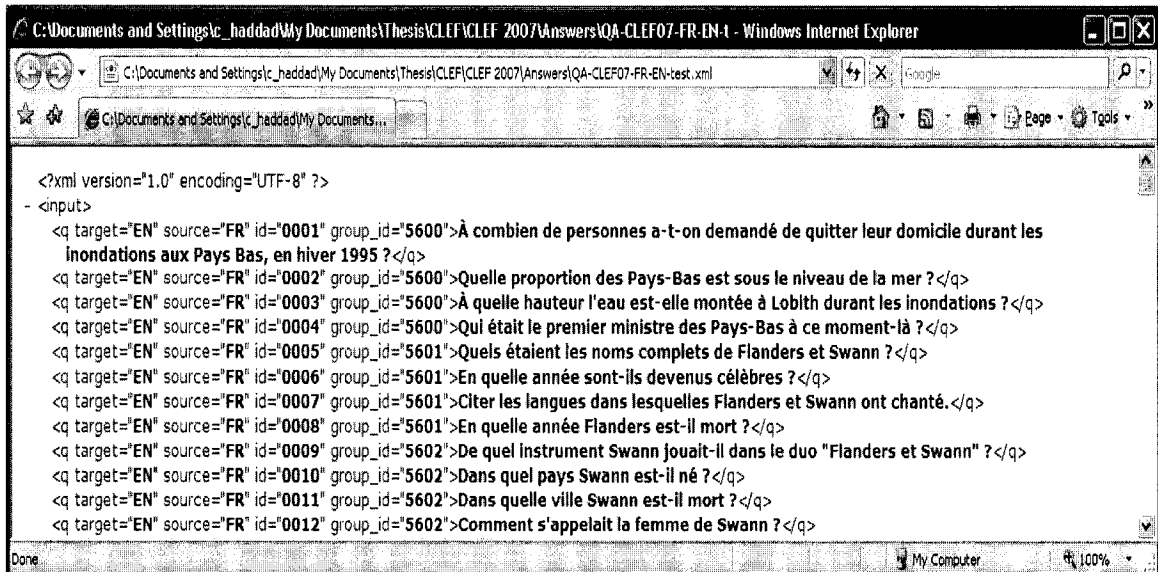 C:\Documents and Settings\c_haddad\My Documents\Thesis\CLEF\CLEF 2007\Answers\QA-CLEF07-FR-EN-t - Windows Internet Explorer
C:\Documents and Settings\c_haddad\My Documents\Thesis\CLEF\CLEF 2007\Answers\QA-CLEF07-FR-EN-test.xml
Google
C:\Documents and Settings\c_haddad\My Documents...
Page
Tools
<?xml version="1.0" encoding="UTF-8" ?>
- <input>
<q target="EN" source="FR" id="0001" group_id="5600">À combien de personnes a-t-on demandé de quitter leur domicile durant les
inondations aux Pays Bas, en hiver 1995 ?</q>
<q target="EN" source="FR" id="0002" group_id="5600">Quelle proportion des Pays-Bas est sous le niveau de la mer ?</q>
<q target="EN" source="FR" id="0003" group_id="5600">À quelle hauteur l'eau est-elle montée à Lobith durant les inondations ?</q>
<q target="EN" source="FR" id="0004" group_id="5600">Qui était le premier ministre des Pays-Bas à ce moment-là ?</q>
<q target="EN" source="FR" id="0005" group_id="5601">Quels étaient les noms complets de Flanders et Swann ?</q>
<q target="EN" source="FR" id="0006" group_id="5601">En quelle année sont-ils devenus célèbres ?</q>
<q target="EN" source="FR" id="0007" group_id="5601">Citer les langues dans lesquelles Flanders et Swann ont chanté.</q>
<q target="EN" source="FR" id="0008" group_id="5601">En quelle année Flanders est-il mort ?</q>
<q target="EN" source="FR" id="0009" group_id="5602">De quel instrument Swann jouait-il dans le duo "Flanders et Swann" ?</q>
<q target="EN" source="FR" id="0010" group_id="5602">Dans quel pays Swann est-il né ?</q>
<q target="EN" source="FR" id="0011" group_id="5602">Dans quelle ville Swann est-il mort ?</q>
<q target="EN" source="FR" id="0012" group_id="5602">Comment s'appelait la femme de Swann ?</q>
Done
My Computer
100%